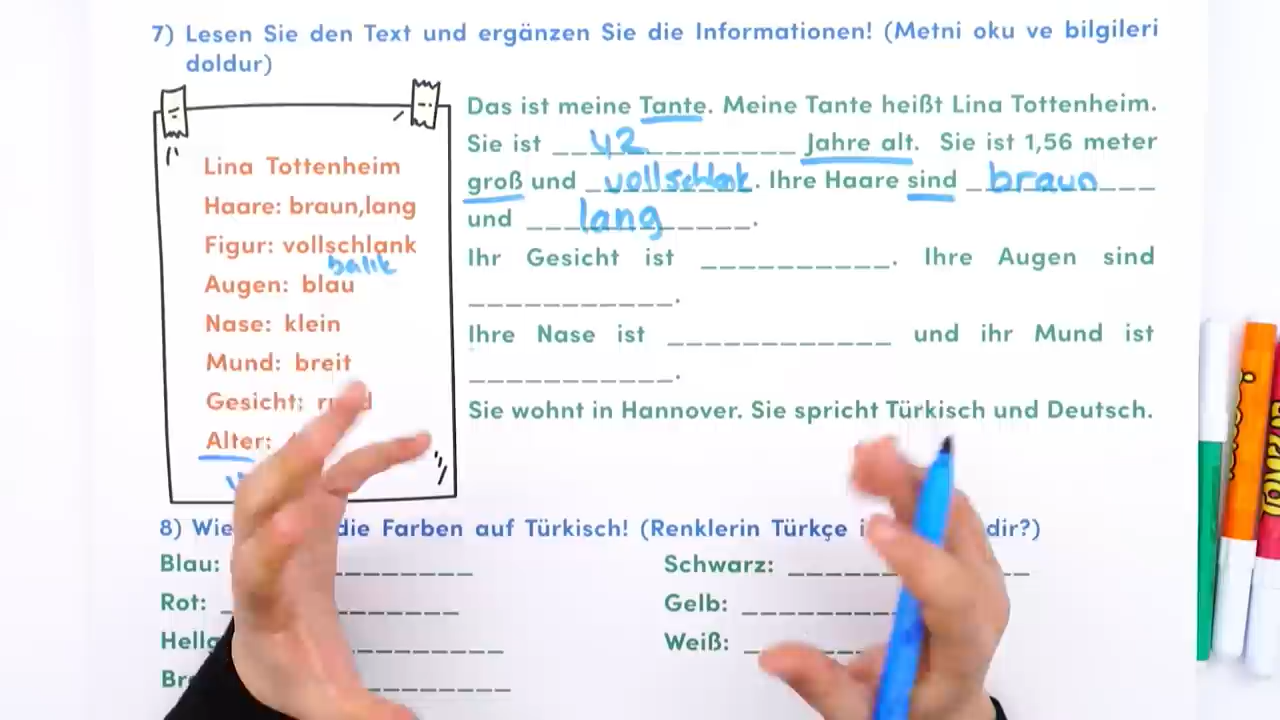 7) Lesen Sie den Text und ergänzen Sie die Informationen! (Metni oku ve bilgileri
doldur)
Lina Tottenheim
Haare: braun,lang
Figur: vollschlank
balık
Augen: blau
Nase: klein
Mund: breit
Gesicht:
Alter:
Das ist meine Tante. Meine Tante heißt Lina Tottenheim.
Sie ist 42 Jahre alt. Sie ist 1,56 meter
groß und vollschlank. Ihre Haare sind braun
und lang.
Ihr Gesicht ist __________. Ihre Augen sind
___________.
Ihre Nase ist ____________ und ihr Mund ist
___________.
Sie wohnt in Hannover. Sie spricht Türkisch und Deutsch.
8) Wie die Farben auf Türkisch! (Renklerin Türkçe
Blau:
Rot:
Schwarz:
Gelb:
Weiß: